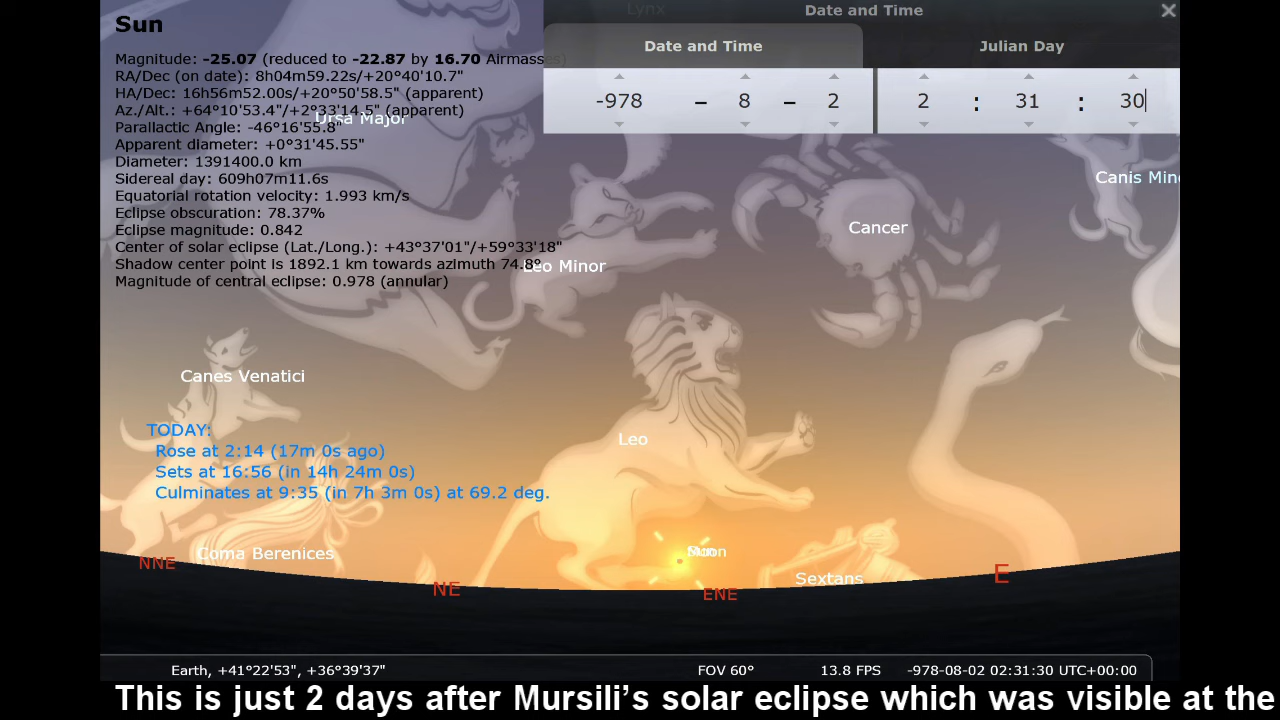 Lynx
Date and Time
Sun
Date and Time
Julian Day
Magnitude: -25.07 (reduced to -22.87 by 16.70 Airmasses)
RA/Dec (on date): 8h04m59.22s/+20°40'10.7"
-978 – 8 – 2 2 : 31 : 30
HA/Dec: 16h56m52.00s/+20°50'58.5" (apparent)
Az./Alt.: +64°10'53.4"/+2°33'14.5" (apparent)
Ursa Major
Parallactic Angle: -46°16'55.8"
Apparent diameter: +0°31'45.55"
Diameter: 1391400.0 km
Sidereal day: 609h07m11.6s
Canis Mino
Equatorial rotation velocity: 1.993 km/s
Eclipse obscuration: 78.37%
Eclipse magnitude: 0.842
Cancer
Center of solar eclipse (Lat./Long.): +43°37'01"/+59°33'18"
Shadow center point is 1892.1 km towards azimuth 74.8°
Leo Minor
Magnitude of central eclipse: 0.978 (annular)
Canes Venatici
TODAY:
Leo
Rose at 2:14 (17m 0s ago)
Sets at 16:56 (in 14h 24m 0s)
Culminates at 9:35 (in 7h 3m 0s) at 69.2 deg.
Coma Berenices
Sun
Moon
NNE
Sextans
E
NE
ENE
Earth, +41°22'53", +36°39'37" FOV 60° 13.8 FPS -978-08-02 02:31:30 UTC+00:00
This is just 2 days after Mursili’s solar eclipse which was visible at the